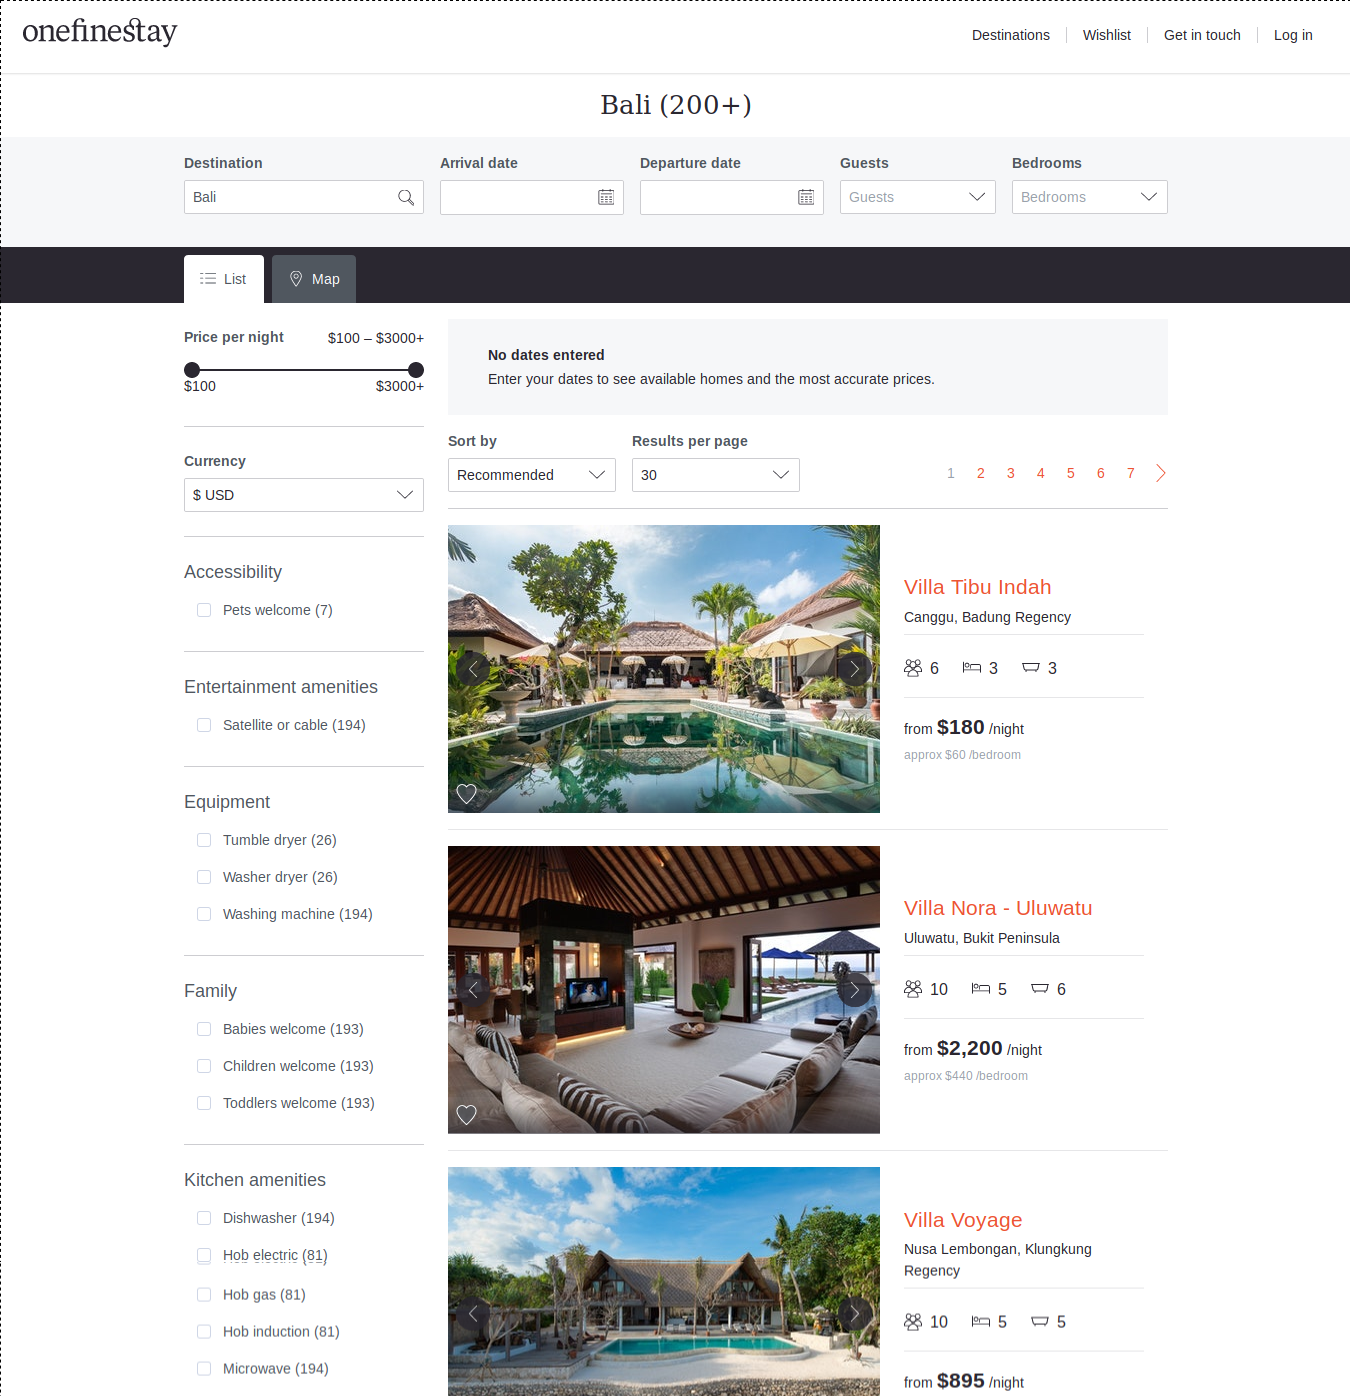 onefinestay
Destinations
Wishlist
Get in touch
Log in
Bali (200+)
Destination
Arrival date
Departure date
Guests
Bedrooms
Bali
Guests
Bedrooms
List
Map
Price per night
$100 – $3000+
$100
$3000+
Currency
$ USD
Accessibility
Pets welcome (7)
Entertainment amenities
Satellite or cable (194)
Equipment
Tumble dryer (26)
Washer dryer (26)
Washing machine (194)
Family
Babies welcome (193)
Children welcome (193)
Toddlers welcome (193)
Kitchen amenities
Dishwasher (194)
Hob electric (81)
Hob gas (81)
Hob induction (81)
Microwave (194)
No dates entered
Enter your dates to see available homes and the most accurate prices.
Sort by
Results per page
Recommended
30
1 2 3 4 5 6 7
Villa Tibu Indah
Canggu, Badung Regency
6 3 3
from $180 /night
approx $60 /bedroom
Villa Nora - Uluwatu
Uluwatu, Bukit Peninsula
10 5 6
from $2,200 /night
approx $440 /bedroom
Villa Voyage
Nusa Lembongan, Klungkung
Regency
10 5 5
from $895 /night